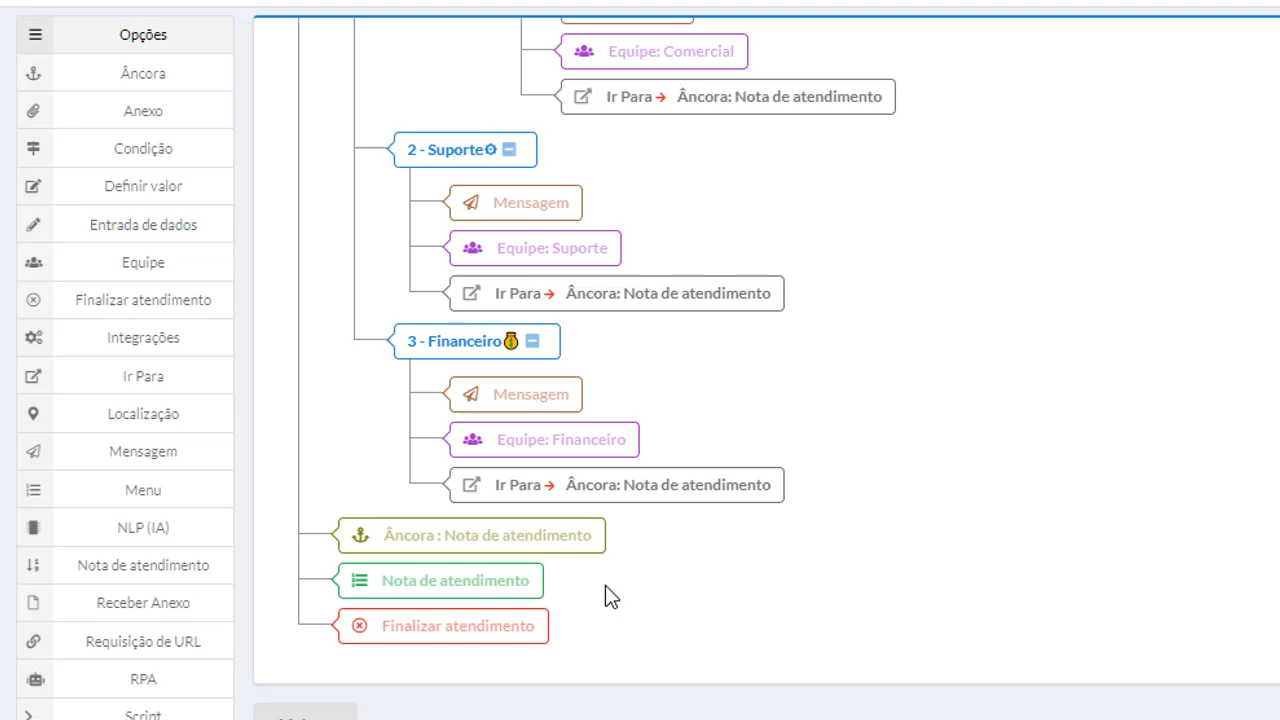 Opções
Âncora
Anexo
Condição
Definir valor
Entrada de dados
Equipe
Finalizar atendimento
Integrações
Ir Para
Localização
Mensagem
Menu
NLP (IA)
Nota de atendimento
Receber Anexo
Requisição de URL
RPA
Script
Equipe: Comercial
Ir Para → Âncora: Nota de atendimento
2 - Suporte
Mensagem
Equipe: Suporte
Ir Para → Âncora: Nota de atendimento
3 - Financeiro
Mensagem
Equipe: Financeiro
Ir Para → Âncora: Nota de atendimento
Âncora : Nota de atendimento
Nota de atendimento
Finalizar atendimento